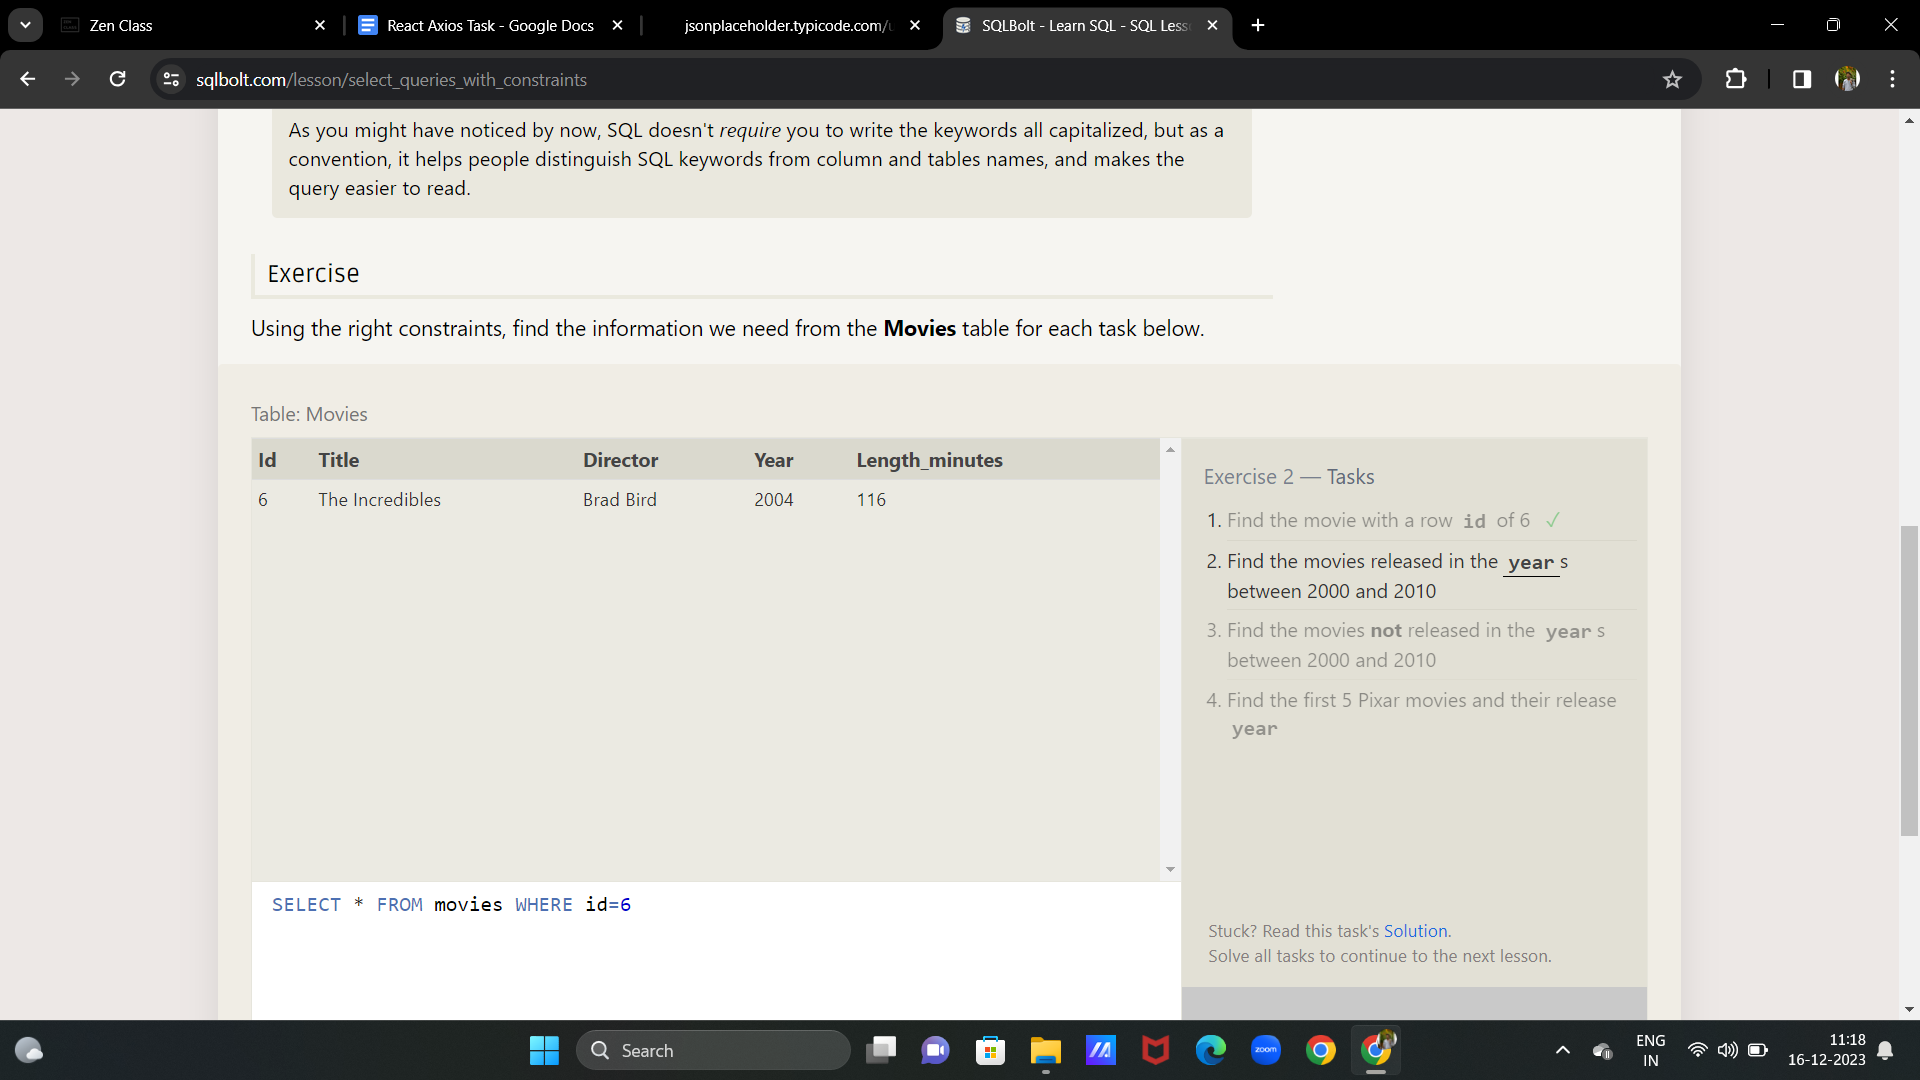 Zen Class
React Axios Task - Google Docs
jsonplaceholder.typicode.com/u
SQLBolt - Learn SQL - SQL Less
sqlbolt.com/lesson/select_queries_with_constraints
As you might have noticed by now, SQL doesn't require you to write the keywords all capitalized, but as a
convention, it helps people distinguish SQL keywords from column and tables names, and makes the
query easier to read.
Exercise
Using the right constraints, find the information we need from the Movies table for each task below.
Table: Movies
Id Title Director Year Length_minutes
6 The Incredibles Brad Bird 2004 116
Exercise 2 — Tasks
1. Find the movie with a row id of 6 ✓
2. Find the movies released in the year s
between 2000 and 2010
3. Find the movies not released in the year s
between 2000 and 2010
4. Find the first 5 Pixar movies and their release
year
SELECT * FROM movies WHERE id=6
Stuck? Read this task's Solution.
Solve all tasks to continue to the next lesson.
Search
zoom
ENG
IN
11:18
16-12-2023